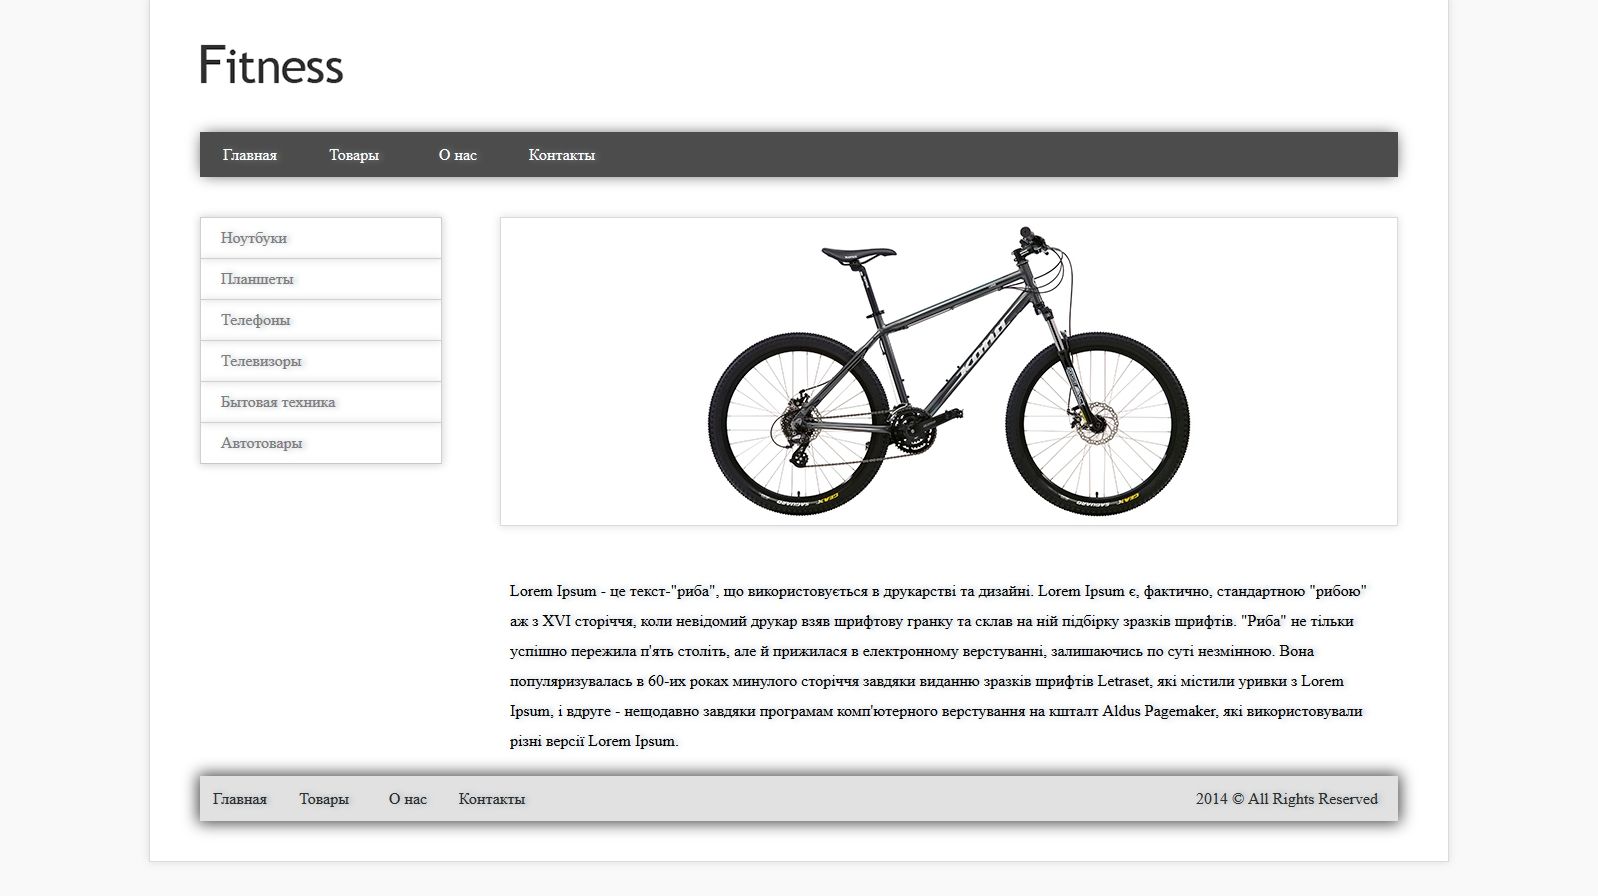 Fitness
Главная Товары О нас Контакты
Ноутбуки
Планшеты
Телефоны
Телевизоры
Бытовая техника
Автотовары
KONA
Lorem Ipsum - це текст-"риба", що використовується в друкарстві та дизайні. Lorem Ipsum є, фактично, стандартною "рибою"
аж з XVI сторіччя, коли невідомий друкар взяв шрифтову гранку та склав на ній підбірку зразків шрифтів. "Риба" не тільки
успішно пережила п'ять століть, але й прижилася в електронному верстуванні, залишаючись по суті незмінною. Вона
популяризувалась в 60-их роках минулого сторіччя завдяки виданню зразків шрифтів Letraset, які містили уривки з Lorem
Ipsum, і вдруге - нещодавно завдяки програмам комп'ютерного верстування на кшталт Aldus Pagemaker, які використовували
різні версії Lorem Ipsum.
Главная Товары О нас Контакты 2014 © All Rights Reserved